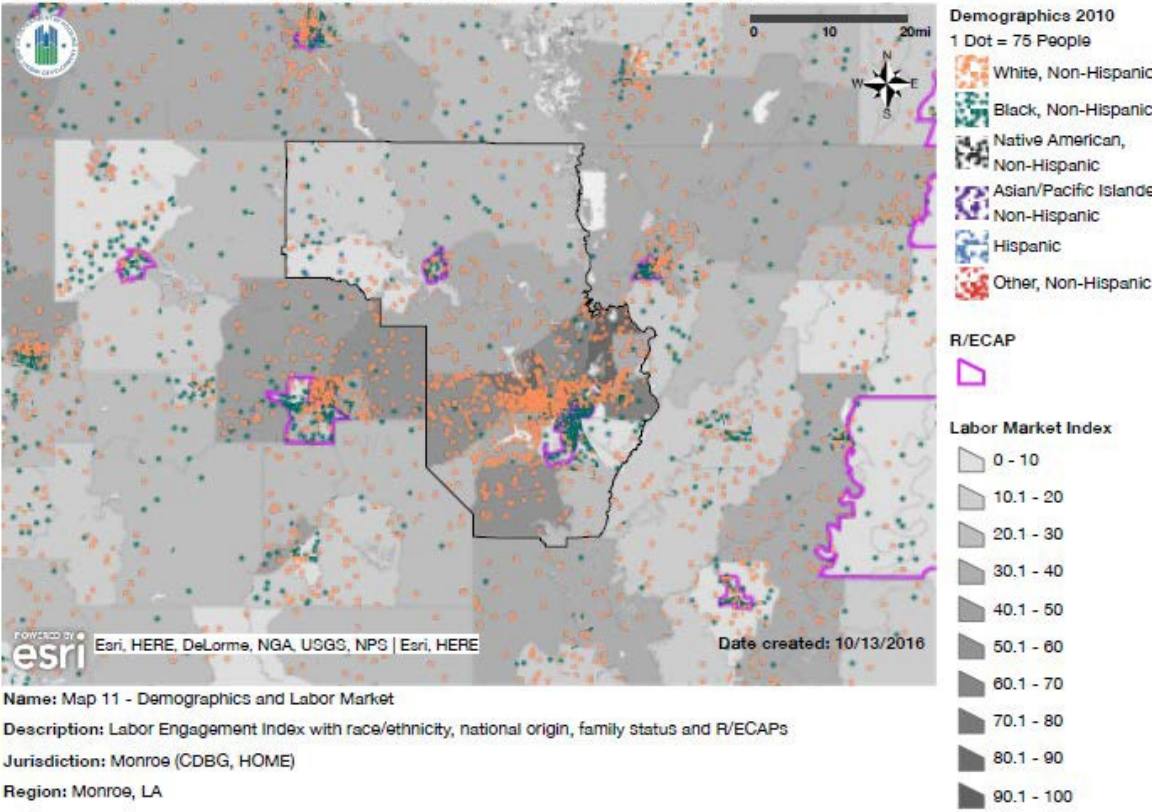 0 10 20mi
N
W E
S
Demographics 2010
1 Dot = 75 People
White, Non-Hispanic
Black, Non-Hispanic
Native American,
Non-Hispanic
Asian/Pacific Islande
Non-Hispanic
Hispanic
Other, Non-Hispanic
R/ECAP
Labor Market Index
0 - 10
10.1 - 20
20.1 - 30
30.1 - 40
40.1 - 50
50.1 - 60
60.1 - 70
70.1 - 80
80.1 - 90
90.1 - 100
POWERED BY
esri
Esri, HERE, DeLorme, NGA, USGS, NPS | Esri, HERE
Date created: 10/13/2016
Name: Map 11 - Demographics and Labor Market
Description: Labor Engagement Index with race/ethnicity, national origin, family status and R/ECAPs
Jurisdiction: Monroe (CDBG, HOME)
Region: Monroe, LA